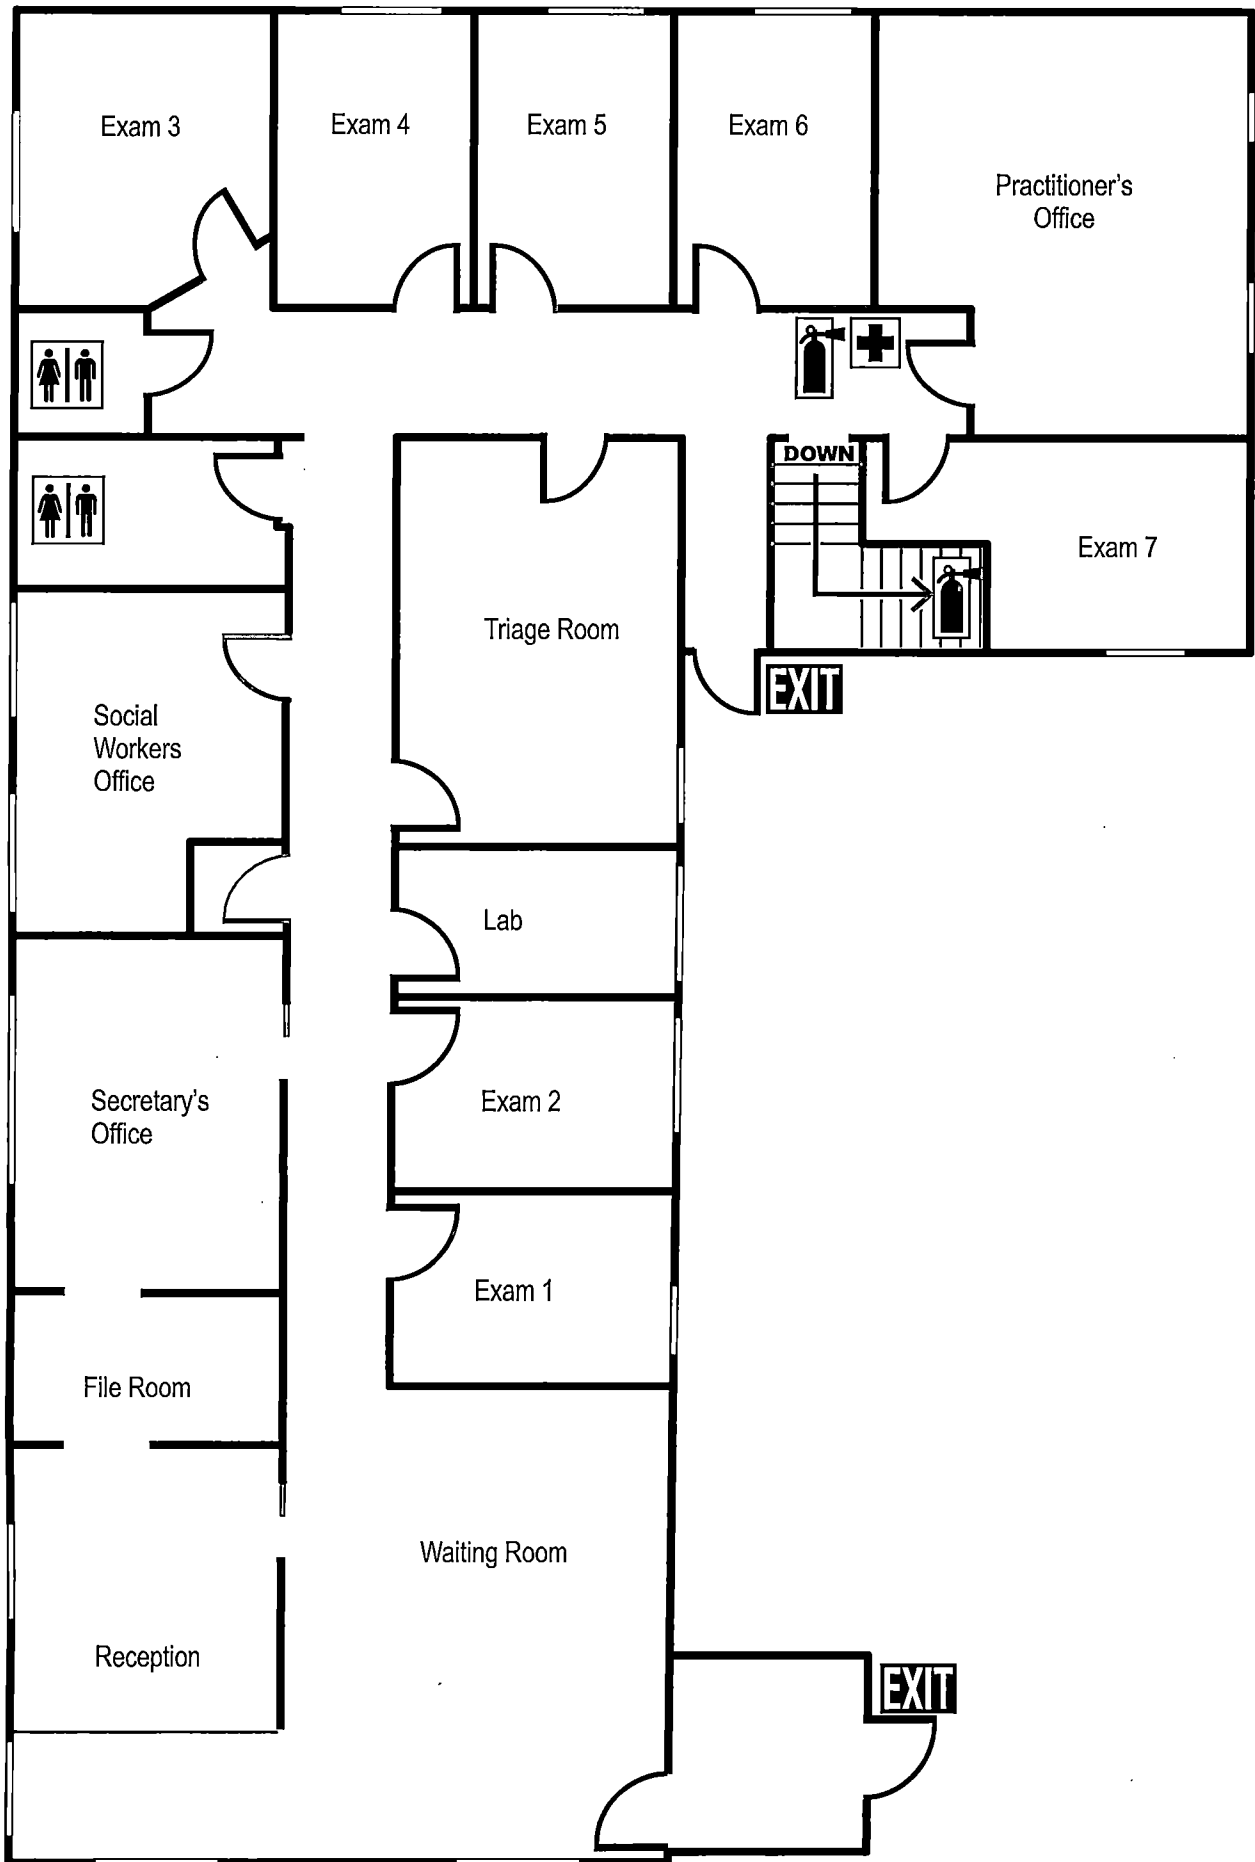 Exam 3
Exam 4
Exam 5
Exam 6
Practitioner's
Office
DOWN
Exam 7
Triage Room
EXIT
Social
Workers
Office
Lab
Secretary's
Office
Exam 2
Exam 1
File Room
Waiting Room
Reception
EXIT